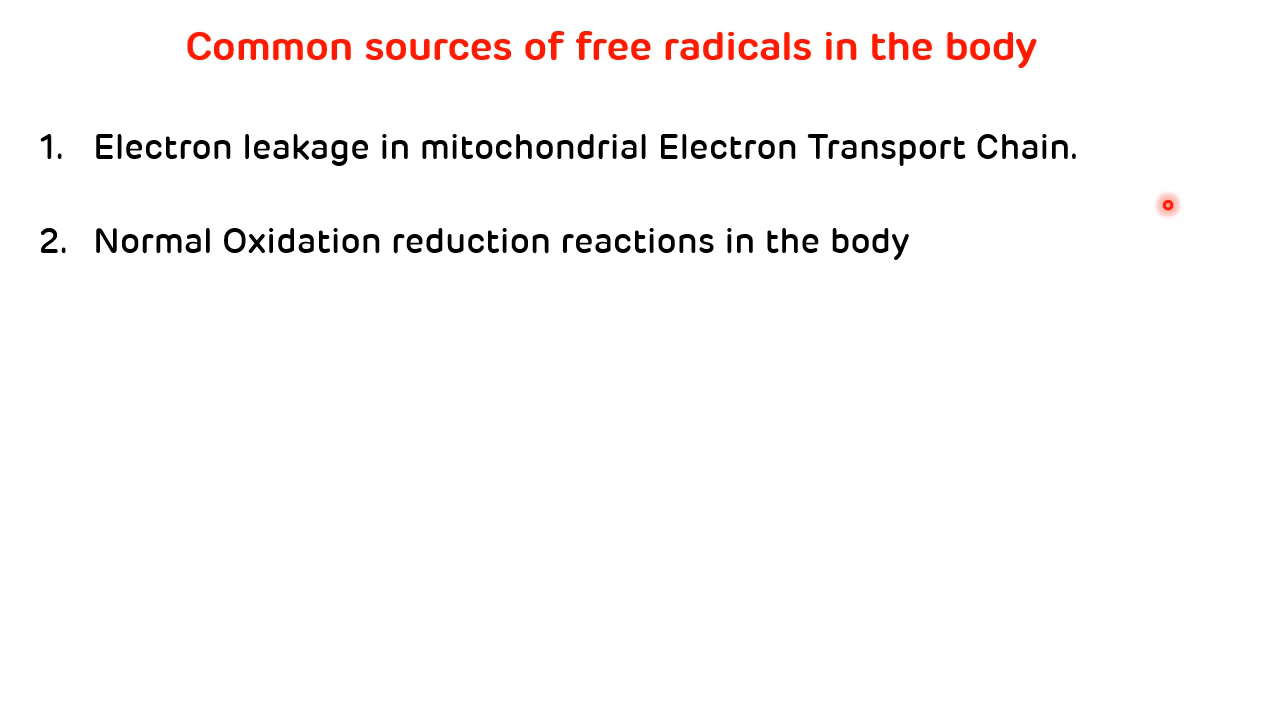 Common sources of free radicals in the body
1. Electron leakage in mitochondrial Electron Transport Chain.
2. Normal Oxidation reduction reactions in the body